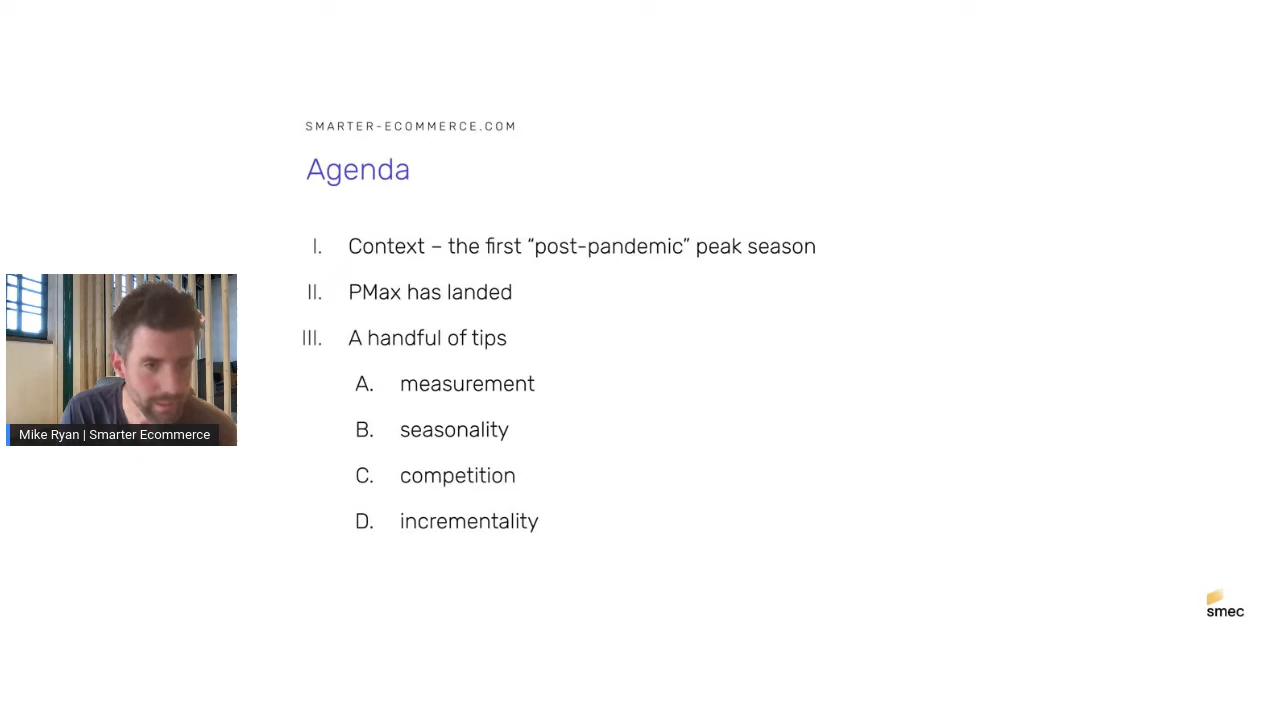 SMARTER-ECOMMERCE.COM
Agenda
I. Context – the first “post-pandemic” peak season
II. PMax has landed
III. A handful of tips
A. measurement
B. seasonality
C. competition
D. incrementality
Mike Ryan | Smarter Ecommerce
smec